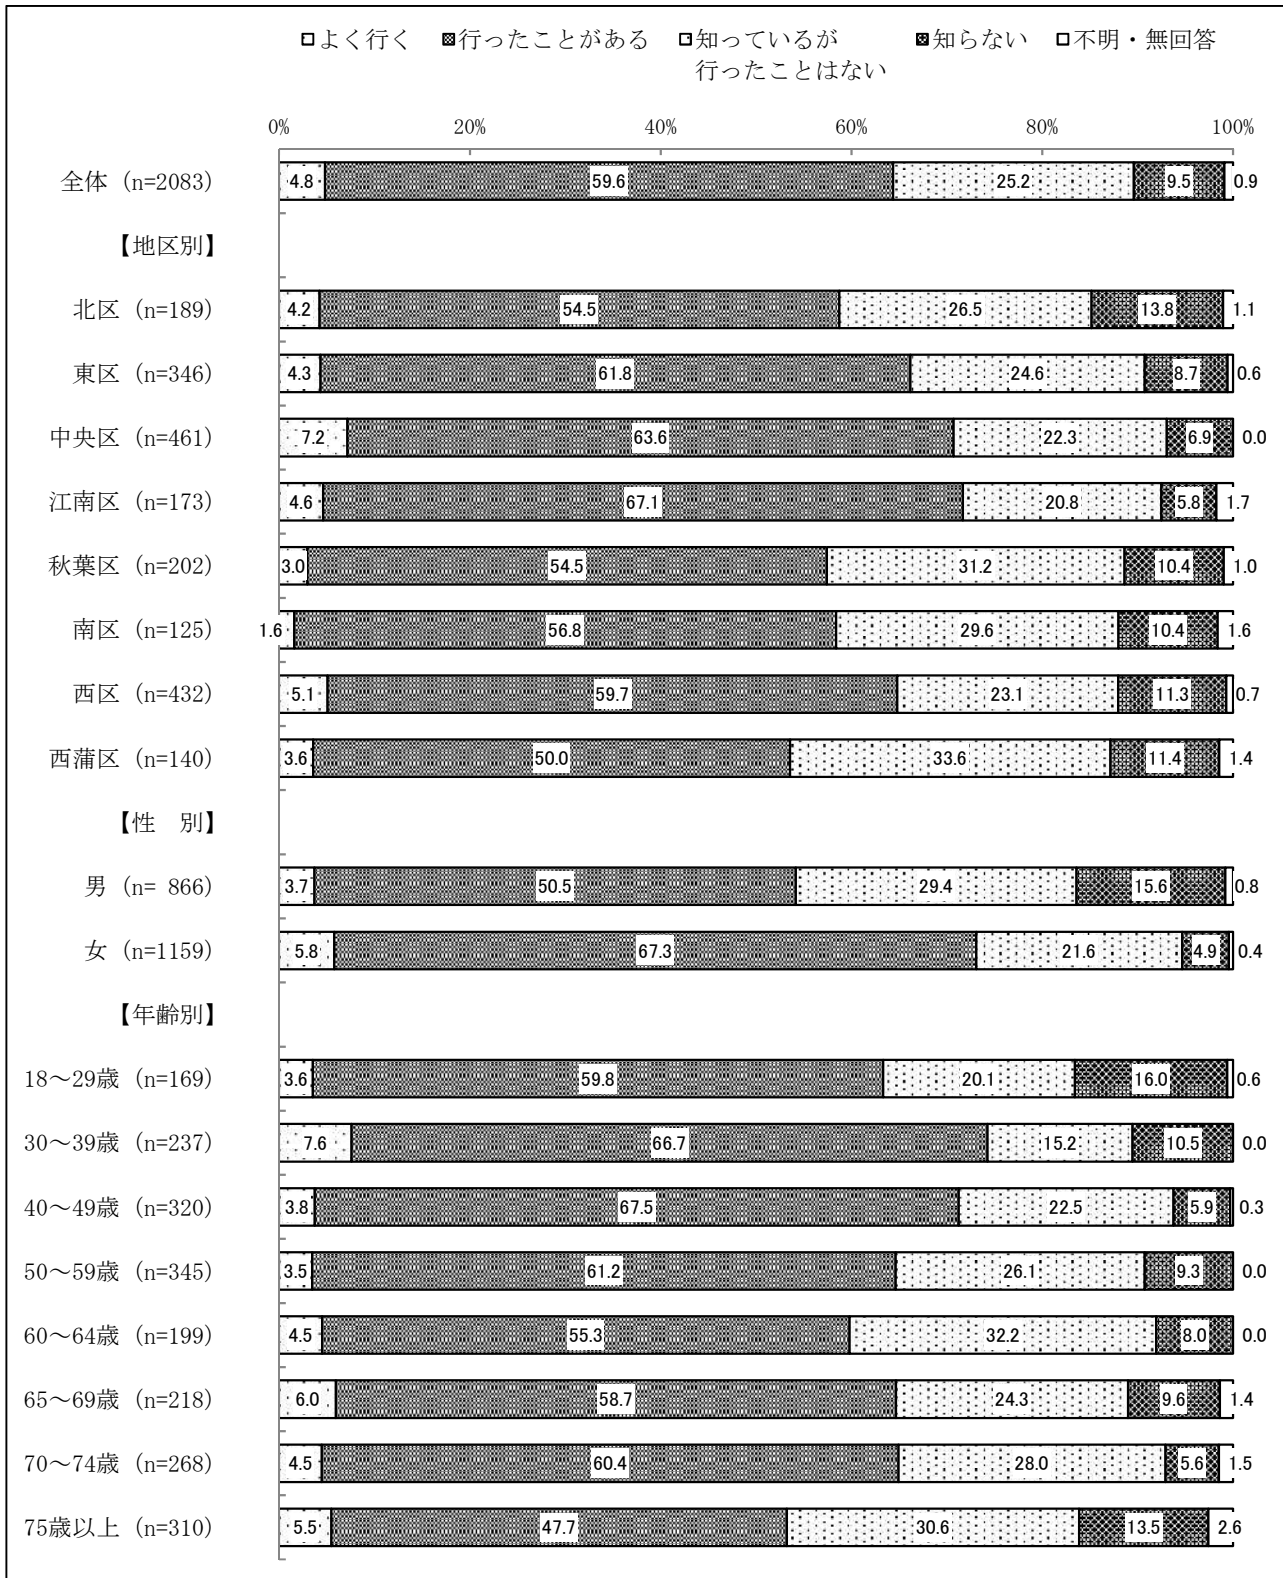 よく行く 行ったことがある 知っているが 知らない 不明・無回答
行ったことはない
0% 20% 40% 60% 80% 100%
全体 (n=2083) 4.8 59.6 25.2 9.5 0.9
【地区別】
北区 (n=189) 4.2 54.5 26.5 13.8 1.1
東区 (n=346) 4.3 61.8 24.6 8.7 0.6
中央区 (n=461) 7.2 63.6 22.3 6.9 0.0
江南区 (n=173) 4.6 67.1 20.8 5.8 1.7
秋葉区 (n=202) 3.0 54.5 31.2 10.4 1.0
南区 (n=125) 1.6 56.8 29.6 10.4 1.6
西区 (n=432) 5.1 59.7 23.1 11.3 0.7
西蒲区 (n=140) 3.6 50.0 33.6 11.4 1.4
【性　別】
男 (n= 866) 3.7 50.5 29.4 15.6 0.8
女 (n=1159) 5.8 67.3 21.6 4.9 0.4
【年齢別】
18～29歳 (n=169) 3.6 59.8 20.1 16.0 0.6
30～39歳 (n=237) 7.6 66.7 15.2 10.5 0.0
40～49歳 (n=320) 3.8 67.5 22.5 5.9 0.3
50～59歳 (n=345) 3.5 61.2 26.1 9.3 0.0
60～64歳 (n=199) 4.5 55.3 32.2 8.0 0.0
65～69歳 (n=218) 6.0 58.7 24.3 9.6 1.4
70～74歳 (n=268) 4.5 60.4 28.0 5.6 1.5
75歳以上 (n=310) 5.5 47.7 30.6 13.5 2.6